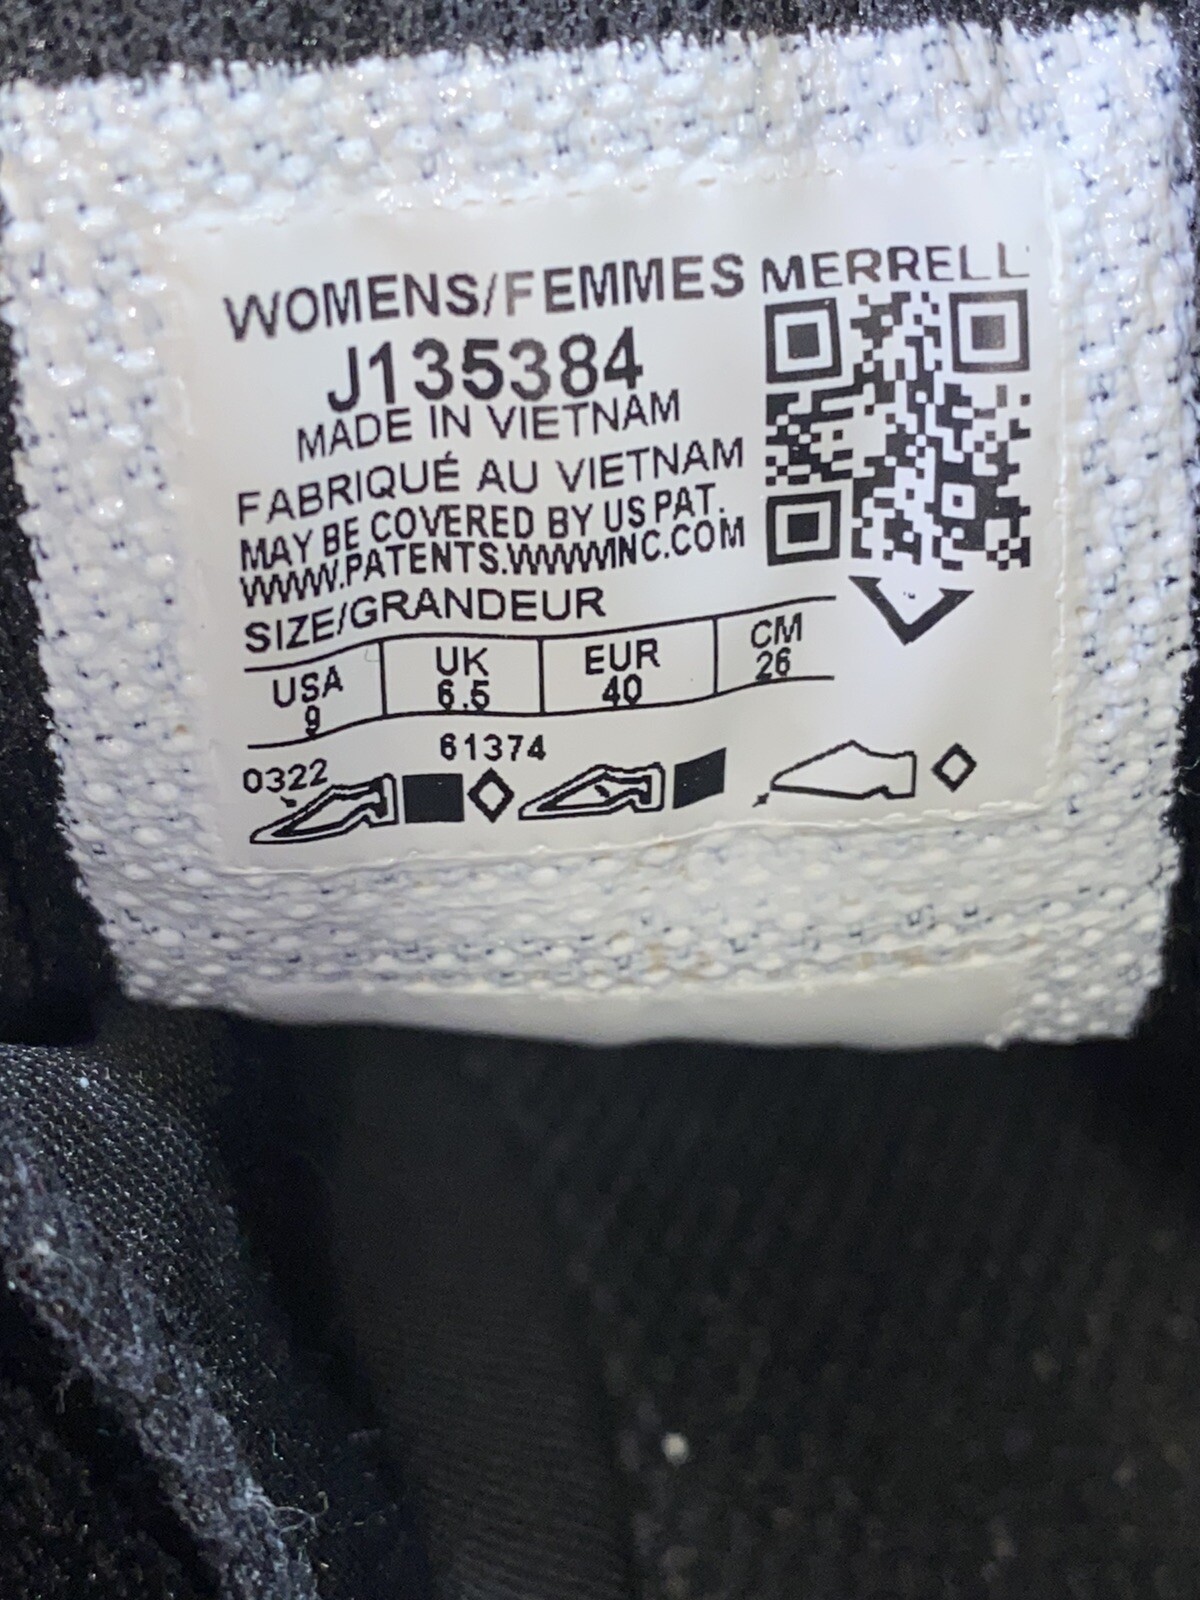 WOMENS/FEMMES MERRELL
J135384
MADE IN VIETNAM
FABRIQUÉ AU VIETNAM
MAY BE COVERED BY US PAT.
WWW.PATENTS.WWWINC.COM
SIZE/GRANDEUR
USA UK EUR CM
9 6.5 40 26
61374
0322